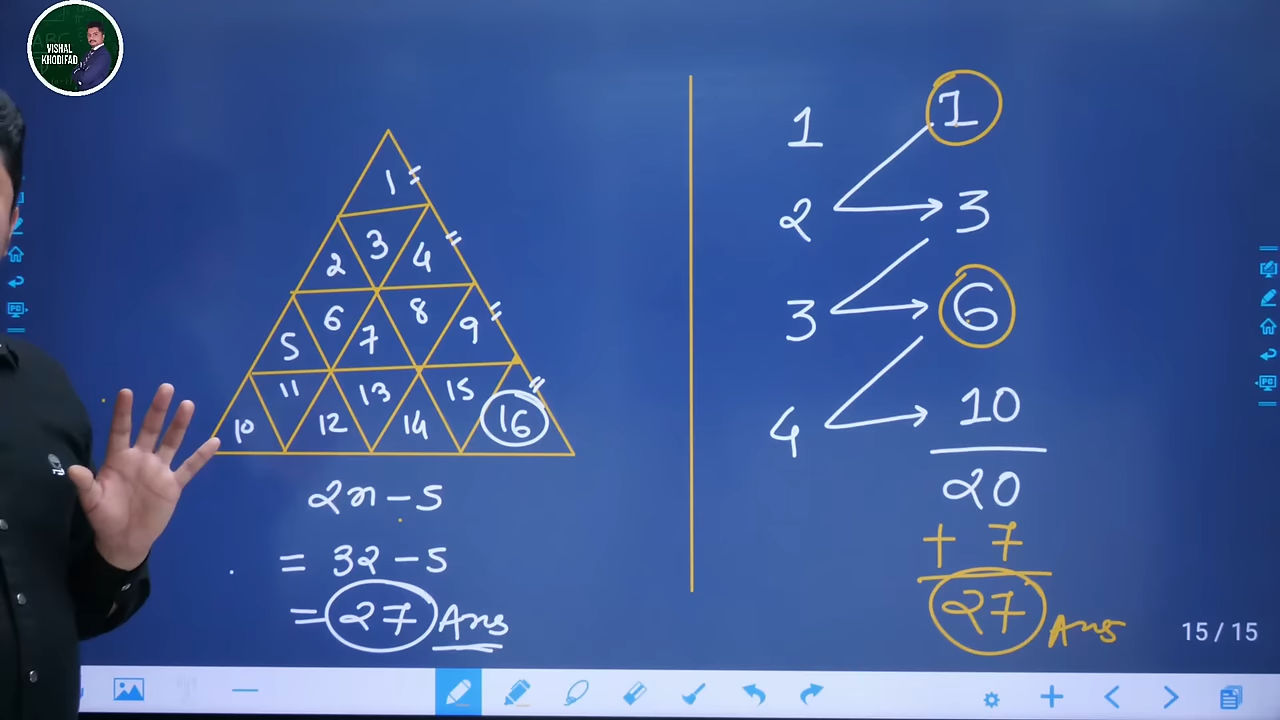 VISHAL
KHODIFAD
1
2 3 4
5 6 7 8 9
10 11 12 13 14 15 16
2n-5
= 32-5
= 27 Ans
1 1
2 3
3 6
4 10
20
+ 7
27 Ans
15 / 15